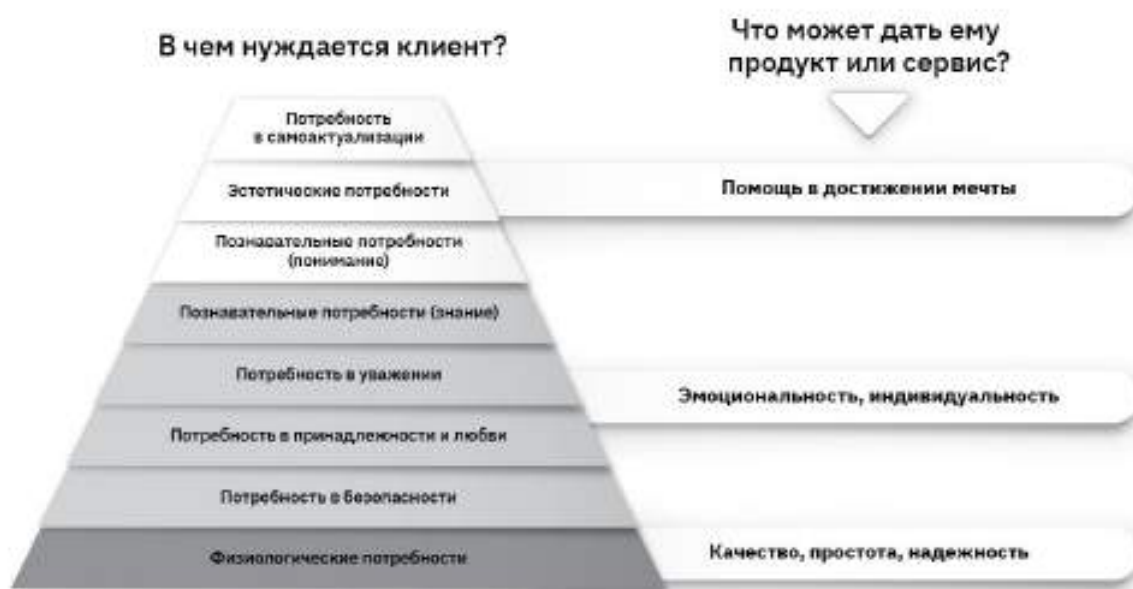 В чем нуждается клиент?
Что может дать ему
продукт или сервис?
Потребность
в самоактуализации
Эстетические потребности
Помощь в достижении мечты
Познавательные потребности
(понимание)
Познавательные потребности (знание)
Потребность в уважении
Эмоциональность, индивидуальность
Потребность в принадлежности и любви
Потребность в безопасности
Физиологические потребности
Качество, простота, надежность